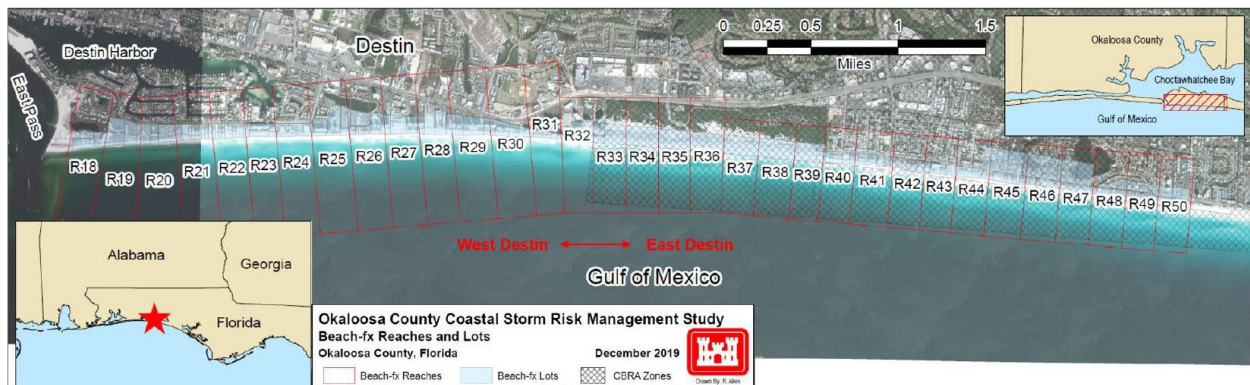 Destin Harbor
Destin
East Pass
0 0.25 0.5 1 1.5
Miles
Okaloosa County
Choctawhatchee Bay
Gulf of Mexico
R18
R19
R20
R21
R22
R23
R24
R25
R26
R27
R28
R29
R30
R31
R32
R33
R34
R35
R36
R37
R38
R39
R40
R41
R42
R43
R44
R45
R46
R47
R48
R49
R50
West Destin
East Destin
Gulf of Mexico
Alabama
Georgia
Florida
Okaloosa County Coastal Storm Risk Management Study
Beach-fx Reaches and Lots
Okaloosa County, Florida December 2019
Beach-fx Reaches Beach-fx Lots CBRA Zones
Drawn By: R. Allen